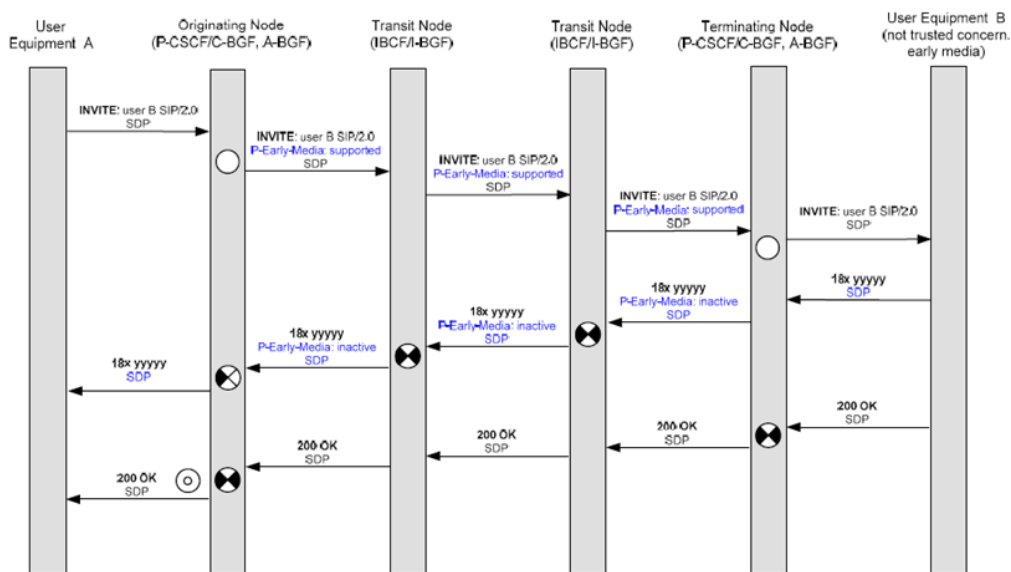 User
Equipment A
Originating Node
(P-CSCF/C-BGF, A-BGF)
Transit Node
(IBCF/I-BGF)
Transit Node
(IBCF/I-BGF)
Terminating Node
(P-CSCF/C-BGF, A-BGF)
User Equipment B
(not trusted concern.
early media)
INVITE: user B SIP/2.0
SDP
INVITE: user B SIP/2.0
P-Early-Media: supported
SDP
INVITE: user B SIP/2.0
P-Early-Media: supported
SDP
INVITE: user B SIP/2.0
P-Early-Media: supported
SDP
INVITE: user B SIP/2.0
SDP
18x yyyyy
SDP
18x yyyyy
P-Early-Media: inactive
SDP
18x yyyyy
P-Early-Media: inactive
SDP
18x yyyyy
P-Early-Media: inactive
SDP
18x yyyyy
SDP
200 OK
SDP
200 OK
SDP
200 OK
SDP
200 OK
SDP
200 OK
SDP